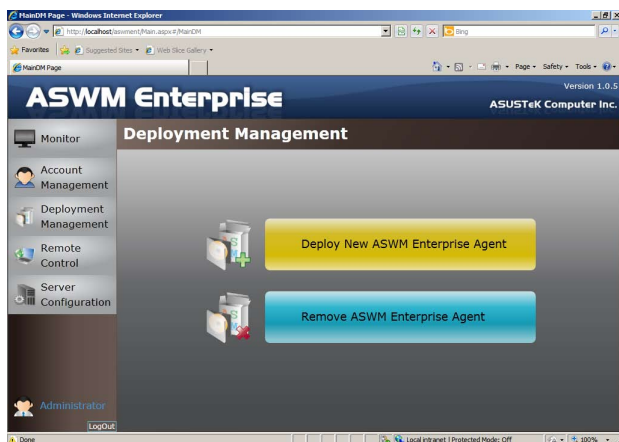 MainDM Page - Windows Internet Explorer
http://localhost/aswment/Main.aspx#/MainDM
Bing
Favorites
Suggested Sites
Web Slice Gallery
MainDM Page
Page
Safety
Tools
ASWM Enterprise
Version 1.0.5
ASUSTeK Computer Inc.
Monitor
Deployment Management
Account
Management
Deployment
Management
Remote
Control
Server
Configuration
Deploy New ASWM Enterprise Agent
Remove ASWM Enterprise Agent
Administrator
LogOut
Done
Local intranet | Protected Mode: Off
100%